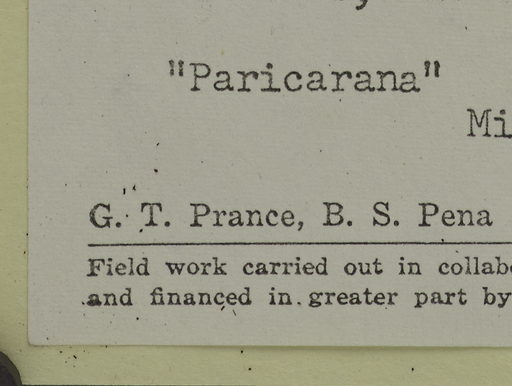 "Paricarana"
Mi
G. T. Prance, B. S. Pena
Field work carried out in collab
and financed in greater part by